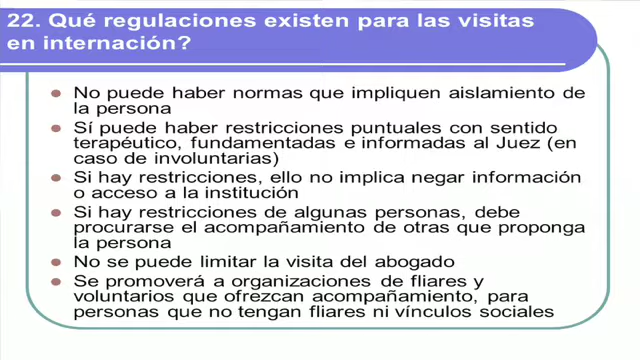 22. Qué regulaciones existen para las visitas
en internación?
No puede haber normas que impliquen aislamiento de
la persona
Sí puede haber restricciones puntuales con sentido
terapéutico, fundamentadas e informadas al Juez (en
caso de involuntarias)
Si hay restricciones, ello no implica negar información
o acceso a la institución
Si hay restricciones de algunas personas, debe
procurarse el acompañamiento de otras que proponga
la persona
No se puede limitar la visita del abogado
Se promoverá a organizaciones de fliares y
voluntarios que ofrezcan acompañamiento, para
personas que no tengan fliares ni vínculos sociales